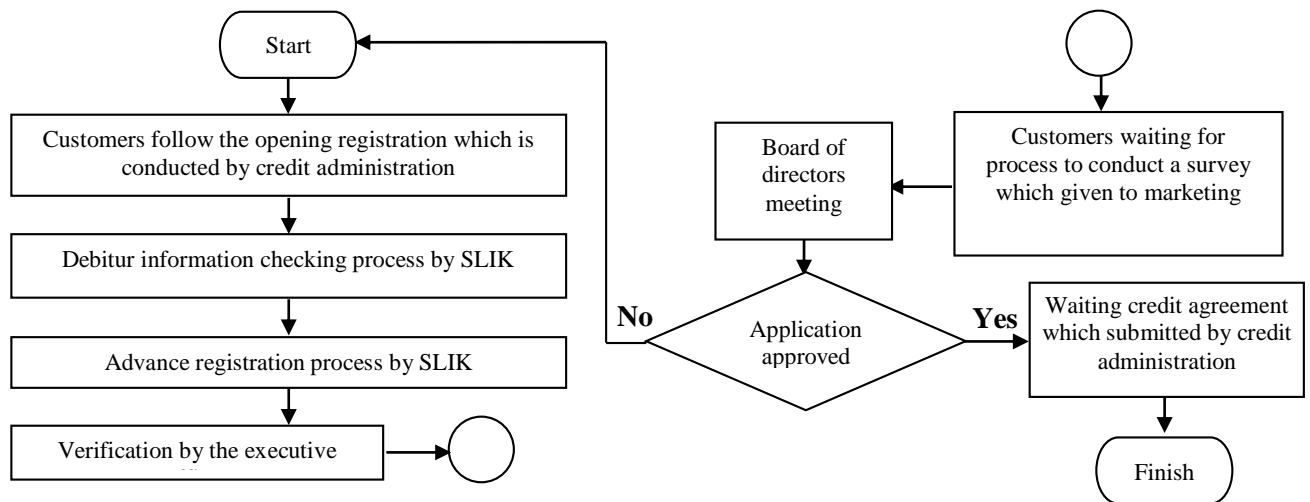 Start
Customers follow the opening registration which is
conducted by credit administration
Debitur information checking process by SLIK
Advance registration process by SLIK
Verification by the executive
Customers waiting for
process to conduct a survey
which given to marketing
Board of
directors
meeting
Application
approved
No
Yes
Waiting credit agreement
which submitted by credit
administration
Finish